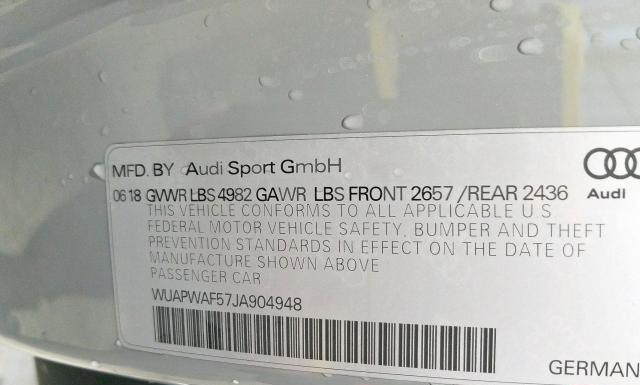 MFD. BY Audi Sport GmbH
06 18 GVWR LBS 4982 GAWR LBS FRONT 2657 /REAR 2436
Audi
THIS VEHICLE CONFORMS TO ALL APPLICABLE U.S
FEDERAL MOTOR VEHICLE SAFETY, BUMPER AND THEFT
PREVENTION STANDARDS IN EFFECT ON THE DATE OF
MANUFACTURE SHOWN ABOVE
PASSENGER CAR
WUAPWAF57JA904948
GERMAN